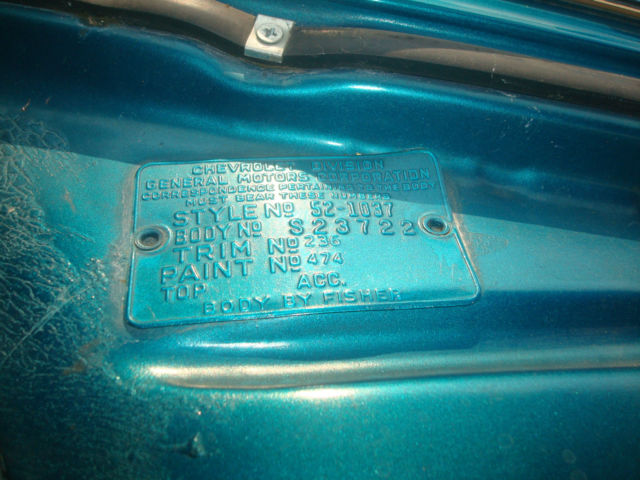 CHEVROLET DIVISION
GENERAL MOTORS CORPORATION
CORRESPONDENCE PERTAINING TO THE BODY
MUST BEAR THESE NUMBERS
STYLE NO 52-1037
BODY NO S23722
TRIM NO 236
PAINT NO 474
TOP ACC.
BODY BY FISHER